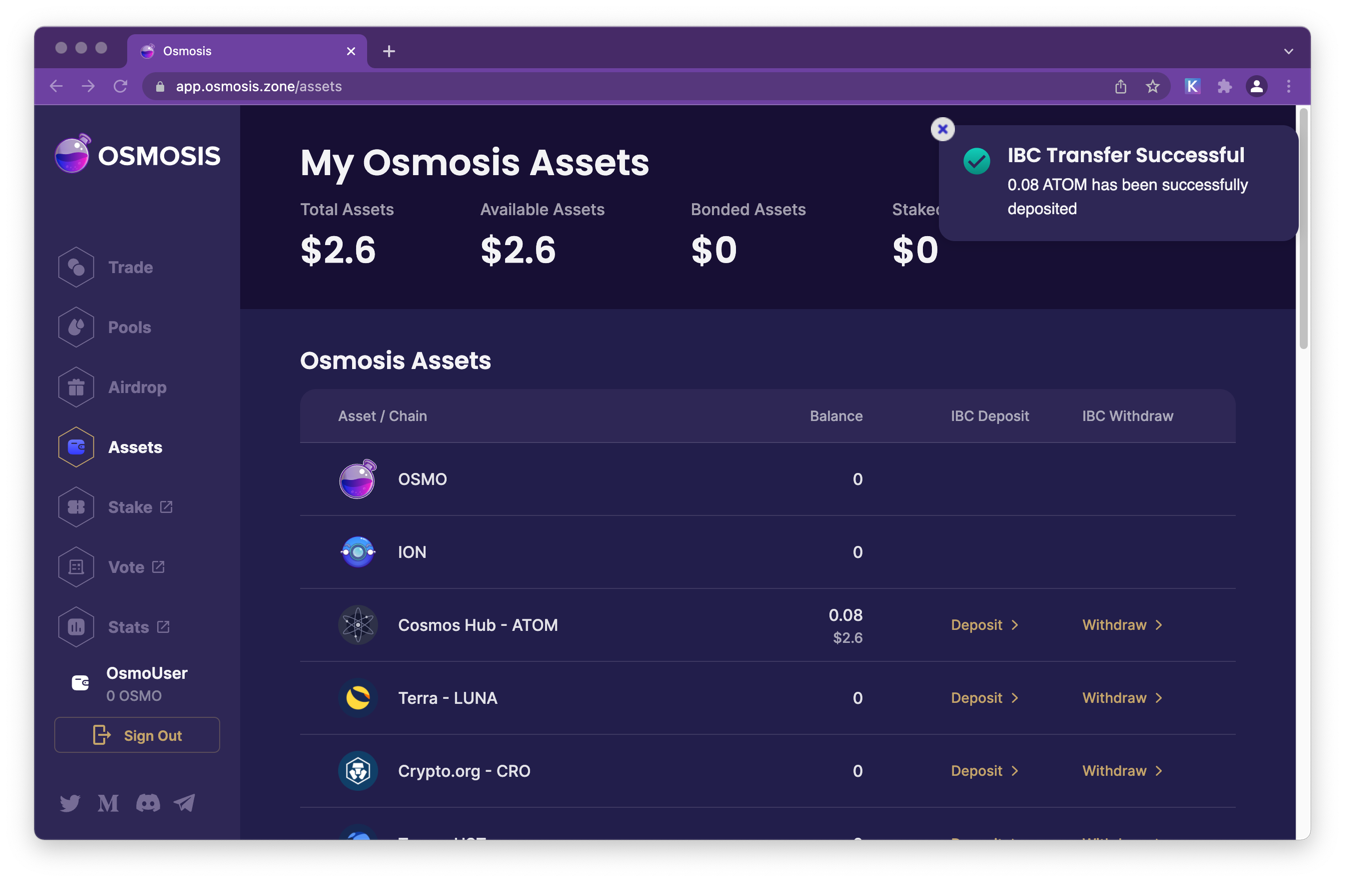 Osmosis
app.osmosis.zone/assets
K
OSMOSIS
Trade
Pools
Airdrop
Assets
Stake
Vote
Stats
OsmoUser
0 OSMO
Sign Out
My Osmosis Assets
Total Assets Available Assets Bonded Assets Staked
$2.6 $2.6 $0 $0
IBC Transfer Successful
0.08 ATOM has been successfully
deposited
Osmosis Assets
Asset / Chain Balance IBC Deposit IBC Withdraw
OSMO 0
ION 0
Cosmos Hub - ATOM 0.08 Deposit Withdraw
$2.6
Terra - LUNA 0 Deposit Withdraw
Crypto.org - CRO 0 Deposit Withdraw